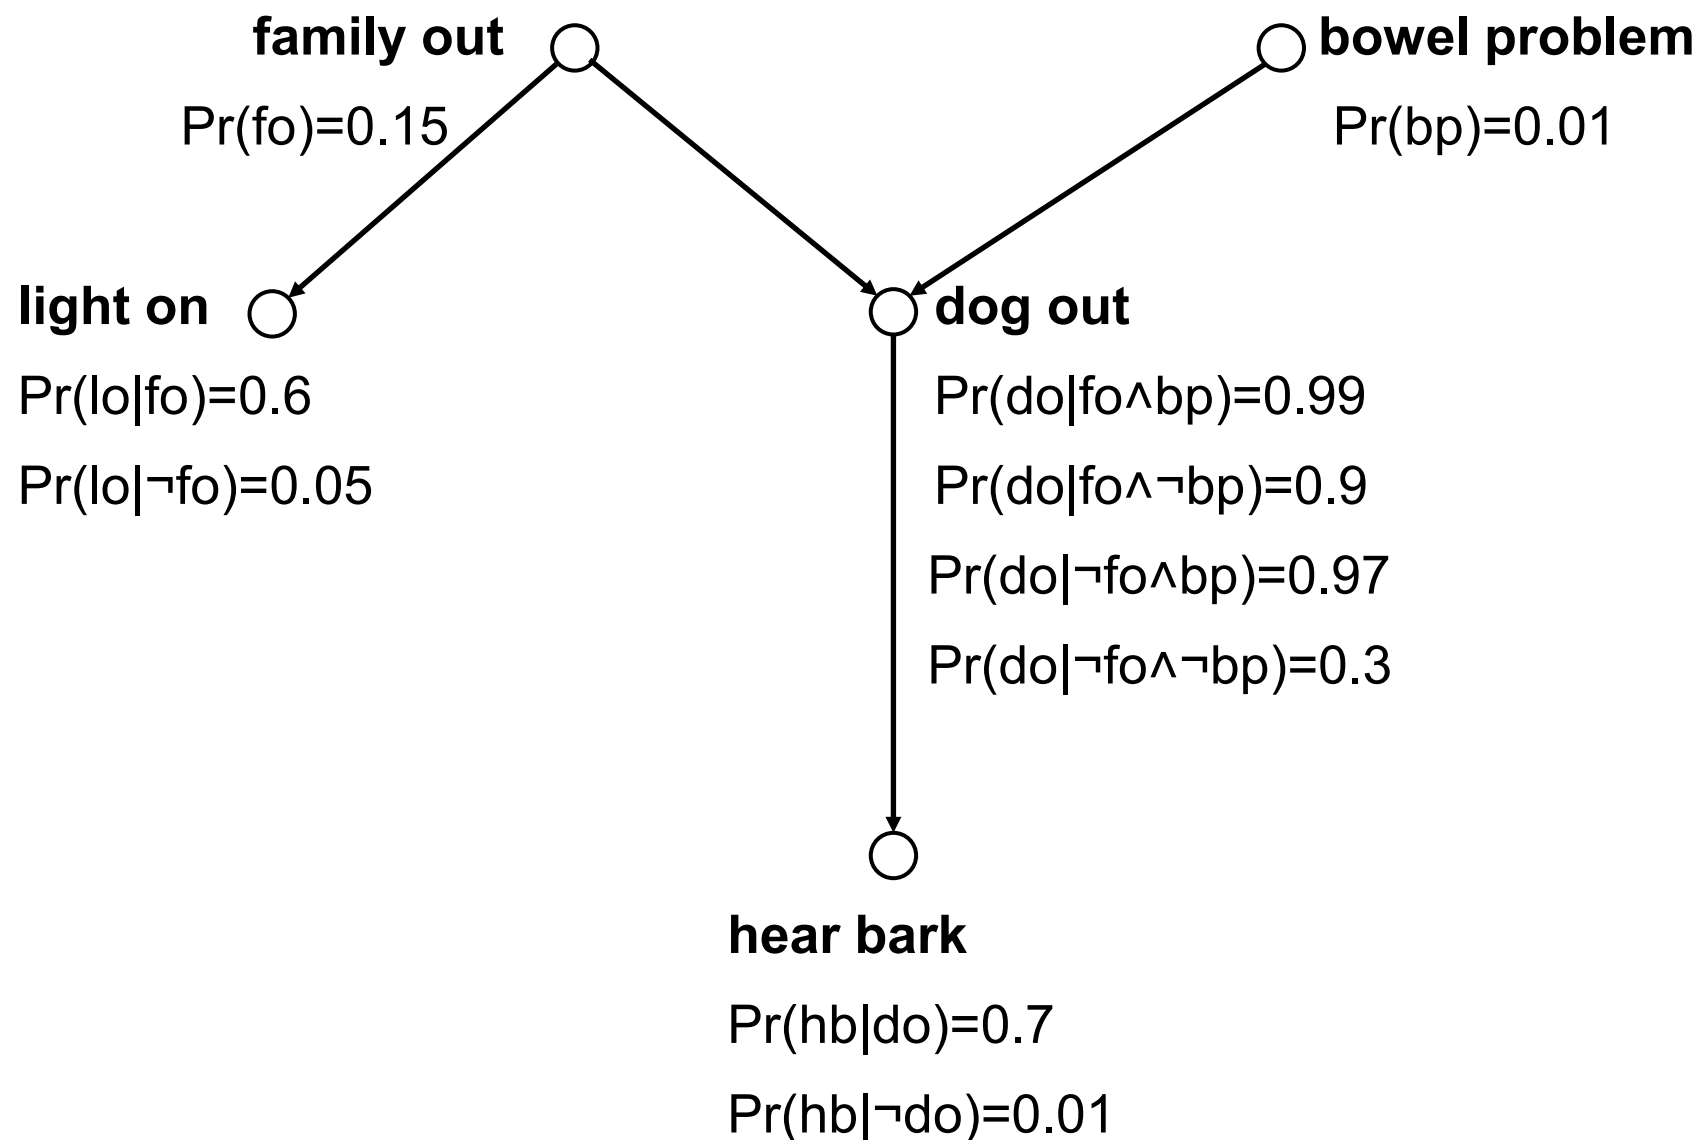 family out
bowel problem
Pr(fo)=0.15
Pr(bp)=0.01
light on
dog out
Pr(lo|fo)=0.6
Pr(do|fo∧bp)=0.99
Pr(lo|¬fo)=0.05
Pr(do|fo∧¬bp)=0.9
Pr(do|¬fo∧bp)=0.97
Pr(do|¬fo∧¬bp)=0.3
hear bark
Pr(hb|do)=0.7
Pr(hb|¬do)=0.01